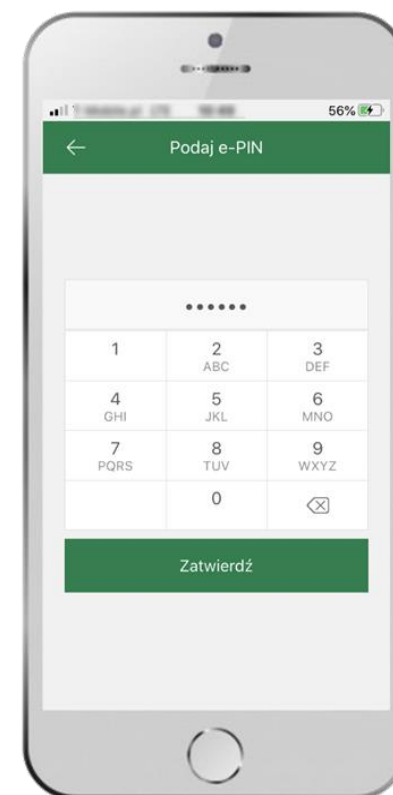 56%
Podaj e-PIN
••••••
1 2 3
ABC DEF
4 5 6
GHI JKL MNO
7 8 9
PQRS TUV WXYZ
0
Zatwierdź